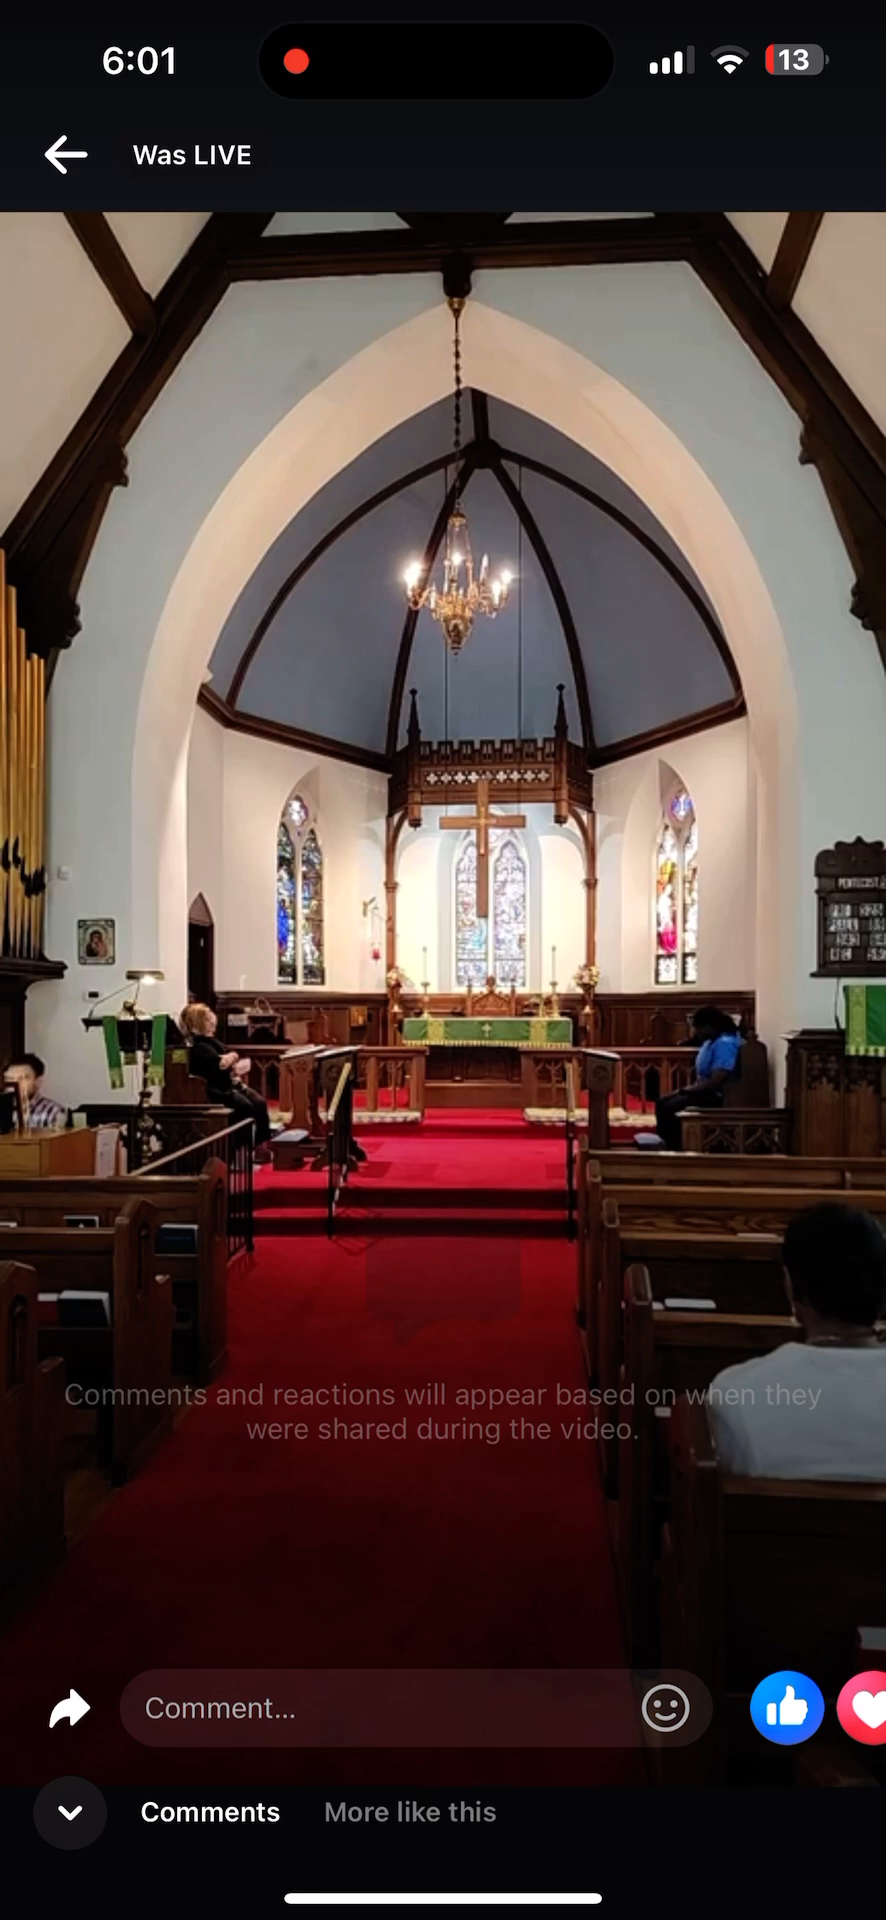 6:01
13
Was LIVE
PENTECOST
Comments and reactions will appear based on when they
were shared during the video.
Comment...
Comments
More like this